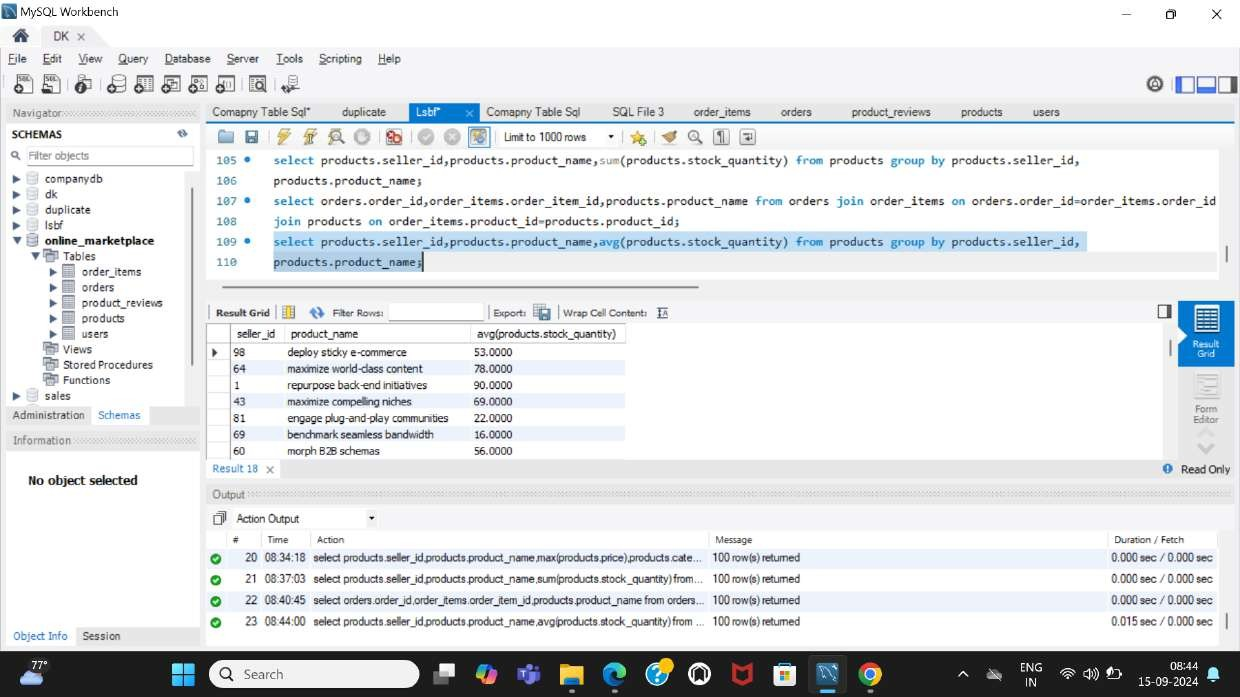 MySQL Workbench
DK
File Edit View Query Database Server Tools Scripting Help
Navigator
SCHEMAS
Filter objects
companydb
dk
duplicate
lsbf
online_marketplace
Tables
order_items
orders
product_reviews
products
users
Views
Stored Procedures
Functions
sales
Administration Schemas
Information
No object selected
Object Info Session
Comapny Table Sql* duplicate Lsbf* Comapny Table Sql SQL File 3 order_items orders product_reviews products users
Limit to 1000 rows
105 select products.seller_id,products.product_name,sum(products.stock_quantity) from products group by products.seller_id,
106 products.product_name;
107 select orders.order_id,order_items.order_item_id,products.product_name from orders join order_items on orders.order_id=order_items.order_id
108 join products on order_items.product_id=products.product_id;
109 select products.seller_id,products.product_name,avg(products.stock_quantity) from products group by products.seller_id,
110 products.product_name;
Result Grid Filter Rows: Export: Wrap Cell Content:
seller_id product_name avg(products.stock_quantity)
98 deploy sticky e-commerce 53.0000
64 maximize world-class content 78.0000
1 repurpose back-end initiatives 90.0000
43 maximize compelling niches 69.0000
81 engage plug-and-play communities 22.0000
69 benchmark seamless bandwidth 16.0000
60 morph B2B schemas 56.0000
Result Grid
Form Editor
Result 18
Read Only
Output
Action Output
# Time Action Message Duration / Fetch
20 08:34:18 select products.seller_id,products.product_name,max(products.price),products.cate... 100 row(s) returned 0.000 sec / 0.000 sec
21 08:37:03 select products.seller_id,products.product_name,sum(products.stock_quantity) from... 100 row(s) returned 0.000 sec / 0.000 sec
22 08:40:45 select orders.order_id,order_items.order_item_id,products.product_name from orders... 100 row(s) returned 0.000 sec / 0.000 sec
23 08:44:00 select products.seller_id,products.product_name,avg(products.stock_quantity) from ... 100 row(s) returned 0.015 sec / 0.000 sec
77°
Search
ENG
IN
08:44
15-09-2024